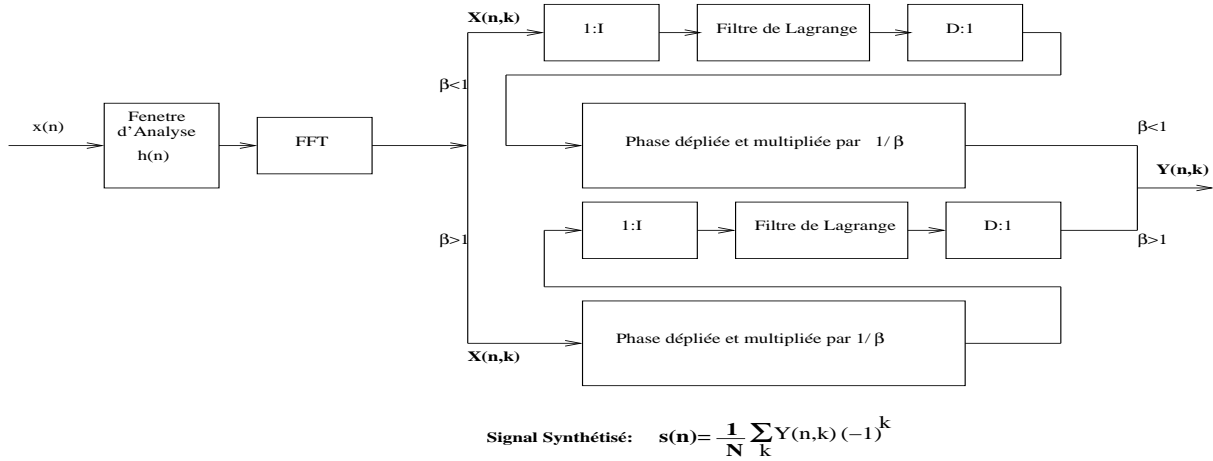 X(n,k)
1:I
Filtre de Lagrange
D:1
β<1
x(n)
Fenetre
d'Analyse
h(n)
FFT
Phase dépliée et multipliée par 1/β
β<1
Y(n,k)
β>1
1:I
Filtre de Lagrange
D:1
β>1
Phase dépliée et multipliée par 1/β
X(n,k)
Signal Synthétisé: s(n)= 1/N ∑k Y(n,k) (-1)^k